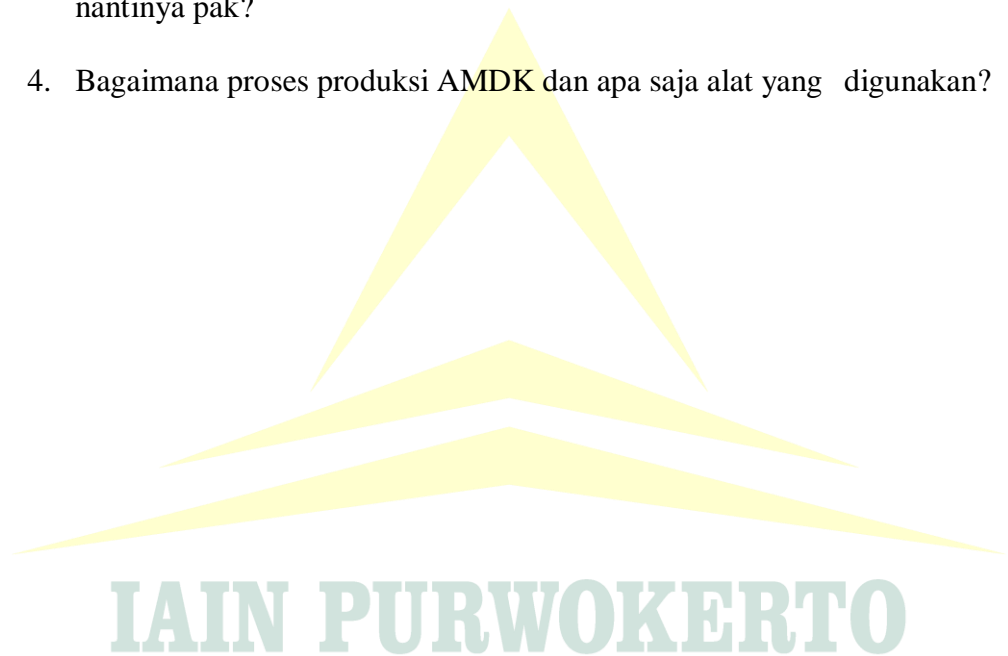 nantinya pak?
4. Bagaimana proses produksi AMDK dan apa saja alat yang digunakan?
IAIN PURWOKERTO